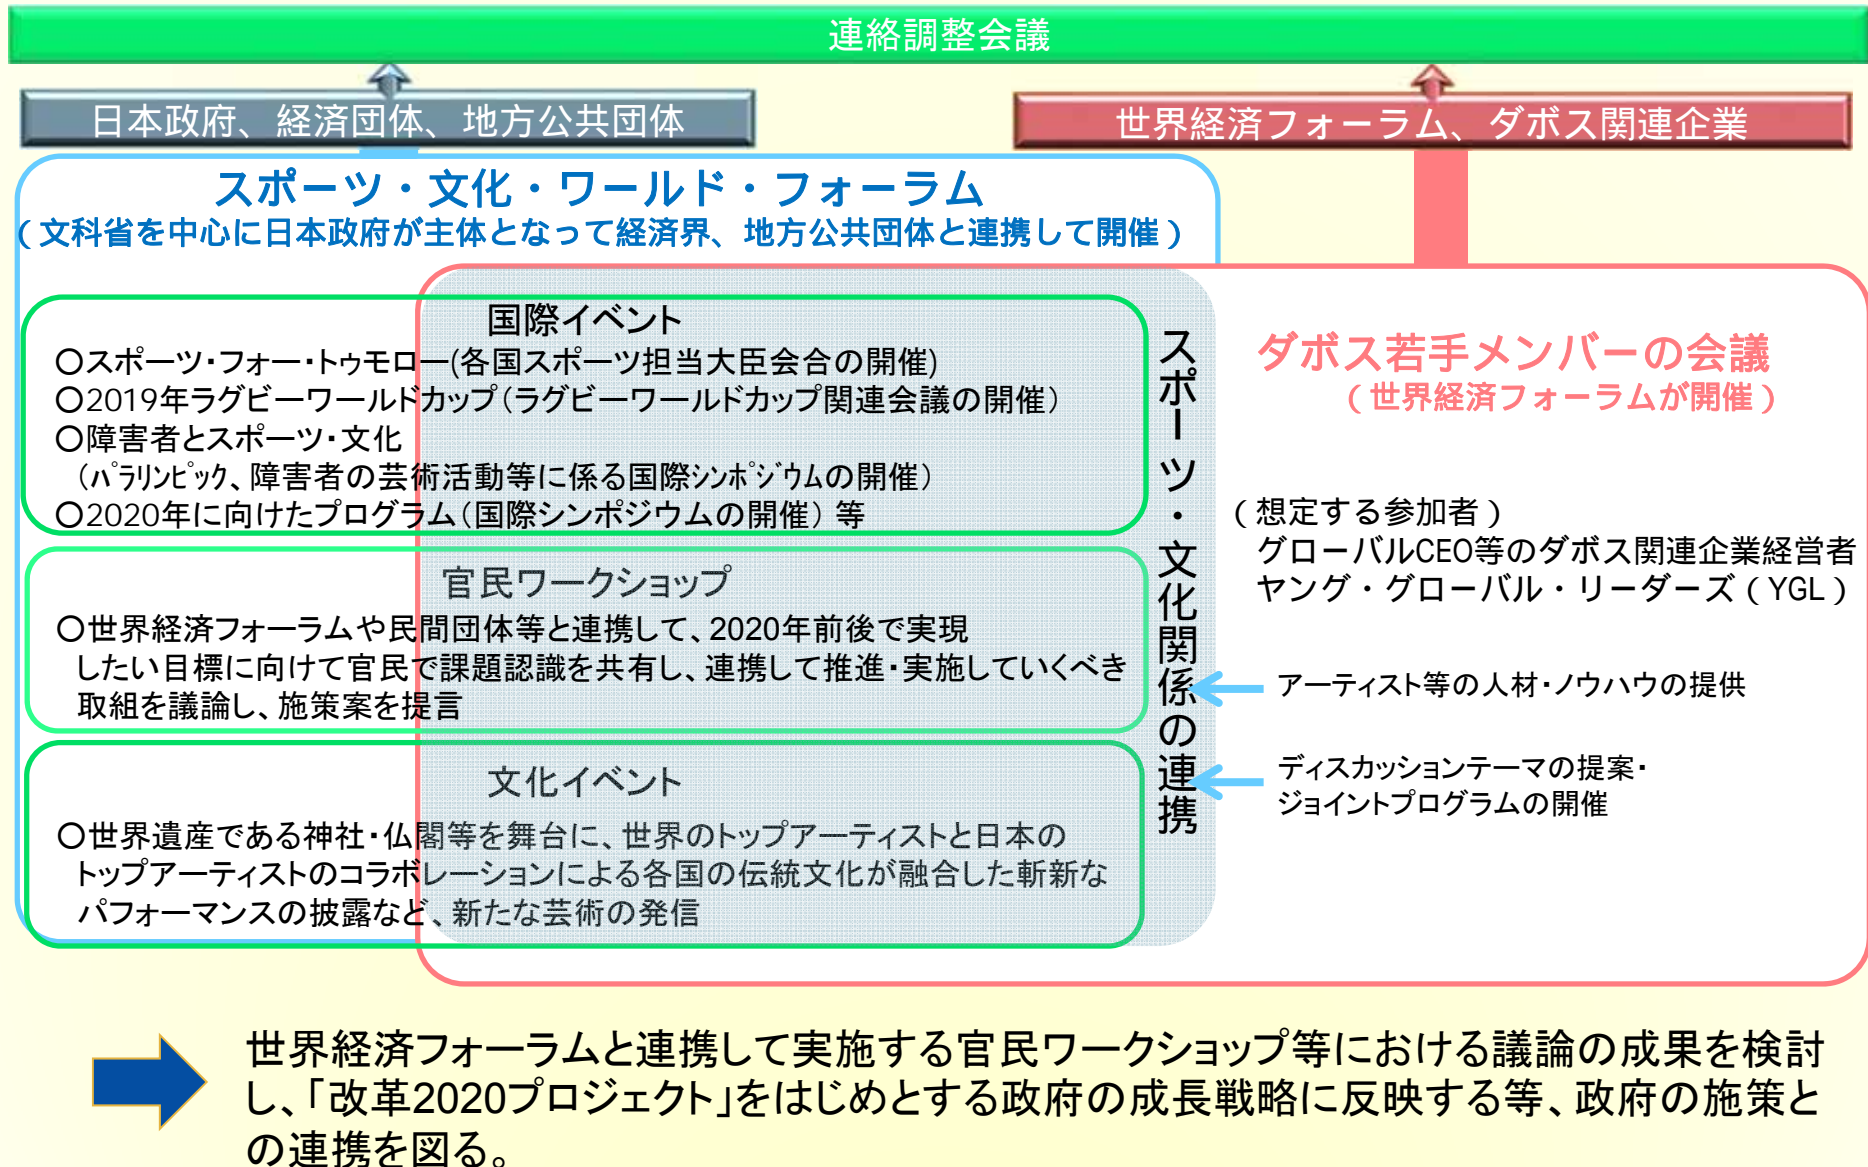 連絡調整会議
日本政府、経済団体、地方公共団体
世界経済フォーラム、ダボス関連企業
スポーツ・文化・ワールド・フォーラム
(文科省を中心に日本政府が主体となって経済界、地方公共団体と連携して開催)
国際イベント
○スポーツ・フォー・トゥモロー(各国スポーツ担当大臣会合の開催)
○2019年ラグビーワールドカップ(ラグビーワールドカップ関連会議の開催)
○障害者とスポーツ・文化
(ﾊﾟﾗﾘﾝﾋﾟｯｸ、障害者の芸術活動等に係る国際ｼﾝﾎﾟｼﾞｳﾑの開催)
○2020年に向けたプログラム(国際シンポジウムの開催)等
官民ワークショップ
○世界経済フォーラムや民間団体等と連携して、2020年前後で実現
したい目標に向けて官民で課題認識を共有し、連携して推進・実施していくべき
取組を議論し、施策案を提言
文化イベント
○世界遺産である神社・仏閣等を舞台に、世界のトップアーティストと日本の
トップアーティストのコラボレーションによる各国の伝統文化が融合した斬新な
パフォーマンスの披露など、新たな芸術の発信
スポーツ・文化関係の連携
ダボス若手メンバーの会議
(世界経済フォーラムが開催)
(想定する参加者)
グローバルCEO等のダボス関連企業経営者
ヤング・グローバル・リーダーズ(YGL)
アーティスト等の人材・ノウハウの提供
ディスカッションテーマの提案・
ジョイントプログラムの開催
世界経済フォーラムと連携して実施する官民ワークショップ等における議論の成果を検討
し、「改革2020プロジェクト」をはじめとする政府の成長戦略に反映する等、政府の施策と
の連携を図る。